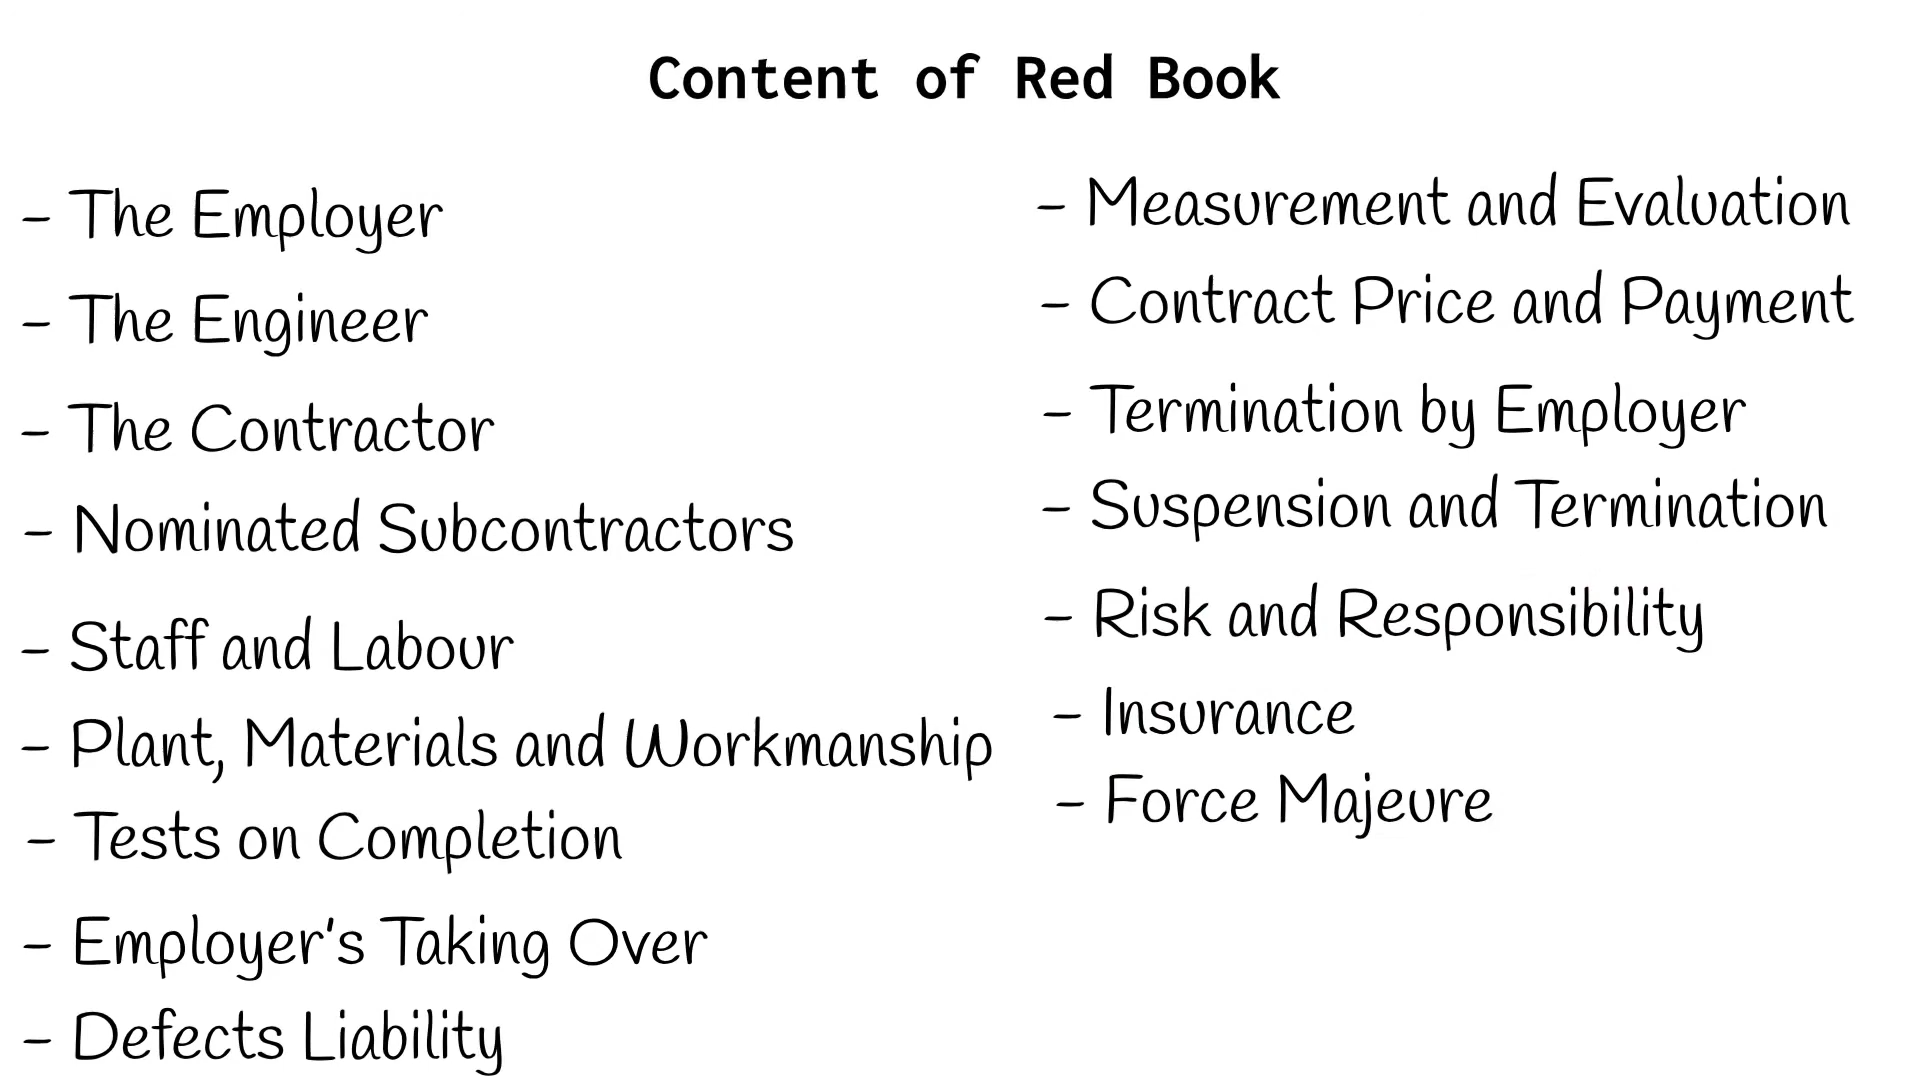 Content of Red Book
- The Employer
- The Engineer
- The Contractor
- Nominated Subcontractors
- Staff and Labour
- Plant, Materials and Workmanship
- Tests on Completion
- Employer's Taking Over
- Defects Liability
- Measurement and Evaluation
- Contract Price and Payment
- Termination by Employer
- Suspension and Termination
- Risk and Responsibility
- Insurance
- Force Majeure